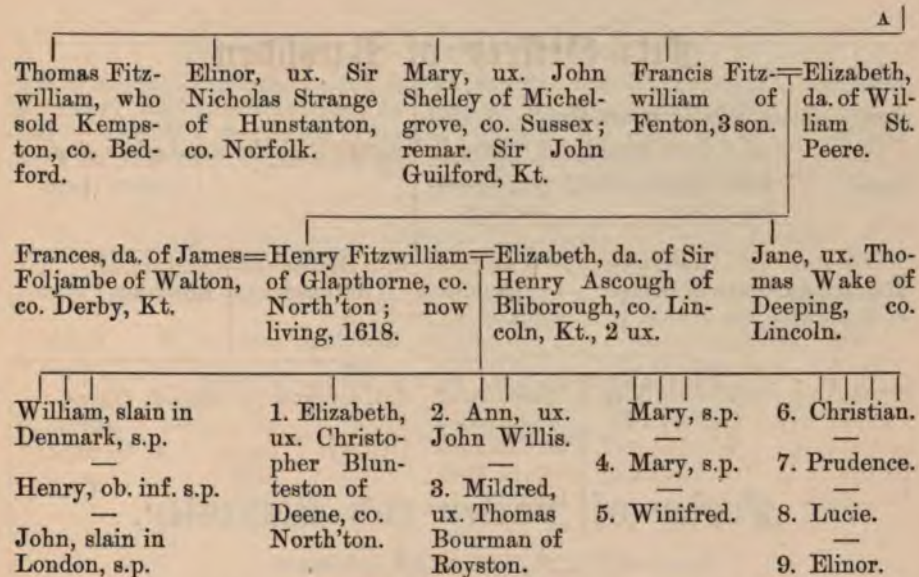 A
Thomas Fitz-
william, who
sold Kemps-
ton, co. Bed-
ford.
Elinor, ux. Sir
Nicholas Strange
of Hunstanton,
co. Norfolk.
Mary, ux. John
Shelley of Michel-
grove, co. Sussex;
remar. Sir John
Guilford, Kt.
Francis Fitz-
william of
Fenton, 3 son.
Elizabeth,
da. of Wil-
liam St.
Peere.
Frances, da. of James
Foljambe of Walton,
co. Derby, Kt.
Henry Fitzwilliam
of Glapthorne, co.
North'ton; now
living, 1618.
Elizabeth, da. of Sir
Henry Ascough of
Bliborough, co. Lin-
coln, Kt., 2 ux.
Jane, ux. Tho-
mas Wake of
Deeping, co.
Lincoln.
William, slain in
Denmark, s.p.
—
Henry, ob. inf. s.p.
—
John, slain in
London, s.p.
1. Elizabeth,
ux. Christo-
pher Blun-
teston of
Deene, co.
North'ton.
2. Ann, ux.
John Willis.
—
3. Mildred,
ux. Thomas
Bourman of
Royston.
Mary, s.p.
—
4. Mary, s.p.
—
5. Winifred.
6. Christian.
—
7. Prudence.
—
8. Lucie.
—
9. Elinor.